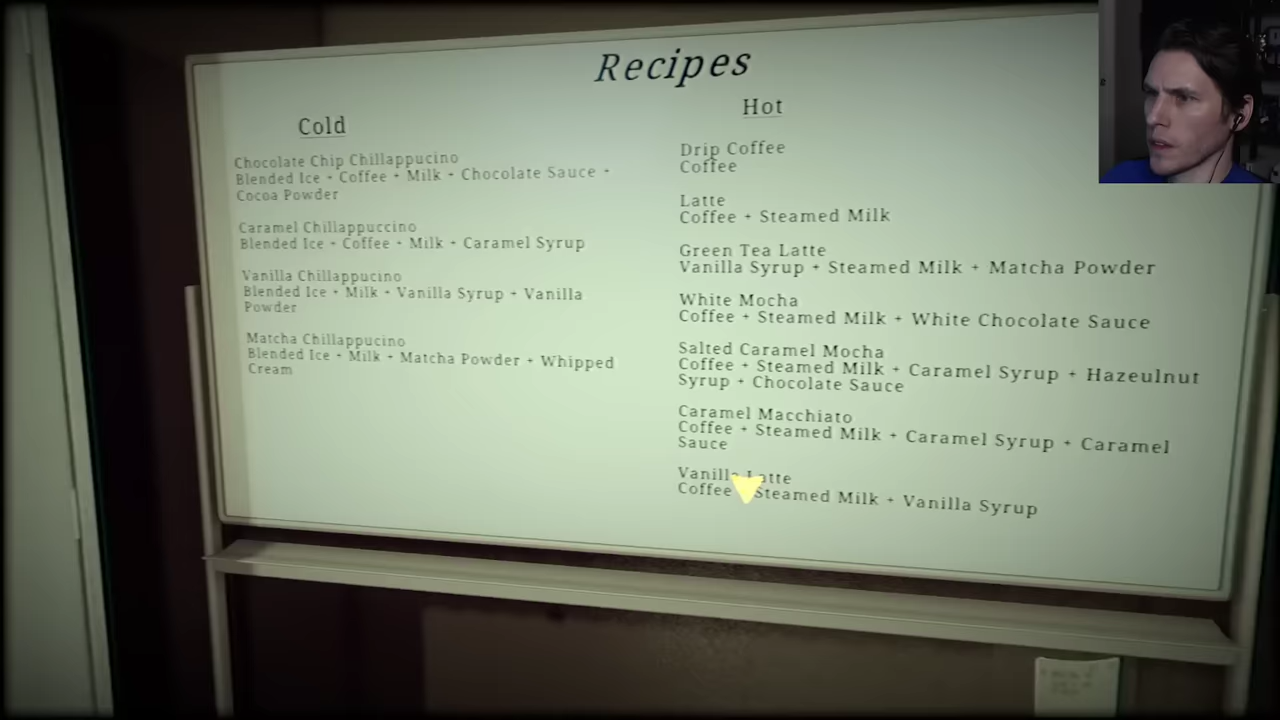 Recipes
Cold
Chocolate Chip Chillappucino
Blended Ice + Coffee + Milk + Chocolate Sauce +
Cocoa Powder
Caramel Chillappuccino
Blended Ice + Coffee + Milk + Caramel Syrup
Vanilla Chillappucino
Blended Ice + Milk + Vanilla Syrup + Vanilla
Powder
Matcha Chillappucino
Blended Ice + Milk + Matcha Powder + Whipped
Cream
Hot
Drip Coffee
Coffee
Latte
Coffee + Steamed Milk
Green Tea Latte
Vanilla Syrup + Steamed Milk + Matcha Powder
White Mocha
Coffee + Steamed Milk + White Chocolate Sauce
Salted Caramel Mocha
Coffee + Steamed Milk + Caramel Syrup + Hazeulnut
Syrup + Chocolate Sauce
Caramel Macchiato
Coffee + Steamed Milk + Caramel Syrup + Caramel
Sauce
Vanilla Latte
Coffee + Steamed Milk + Vanilla Syrup